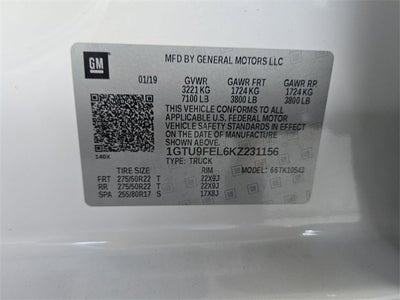 GM
MFD BY GENERAL MOTORS LLC
01/19 GVWR GAWR FRT GAWR RR
3221 KG 1724 KG 1724 KG
7100 LB 3800 LB 3800 LB
THIS VEHICLE CONFORMS TO ALL
APPLICABLE U.S. FEDERAL MOTOR
VEHICLE SAFETY STANDARDS IN
EFFECT ON THE DATE OF MANUFACTURE
SHOWN ABOVE.
1GTU9FEL6KZ231156
TYPE: TRUCK
140X
TIRE SIZE RIM MODEL: 66TK10543
FRT 275/50R22 T 22X9J
RR 275/50R22 T 22X9J
SPA 255/80R17 S 17X8J